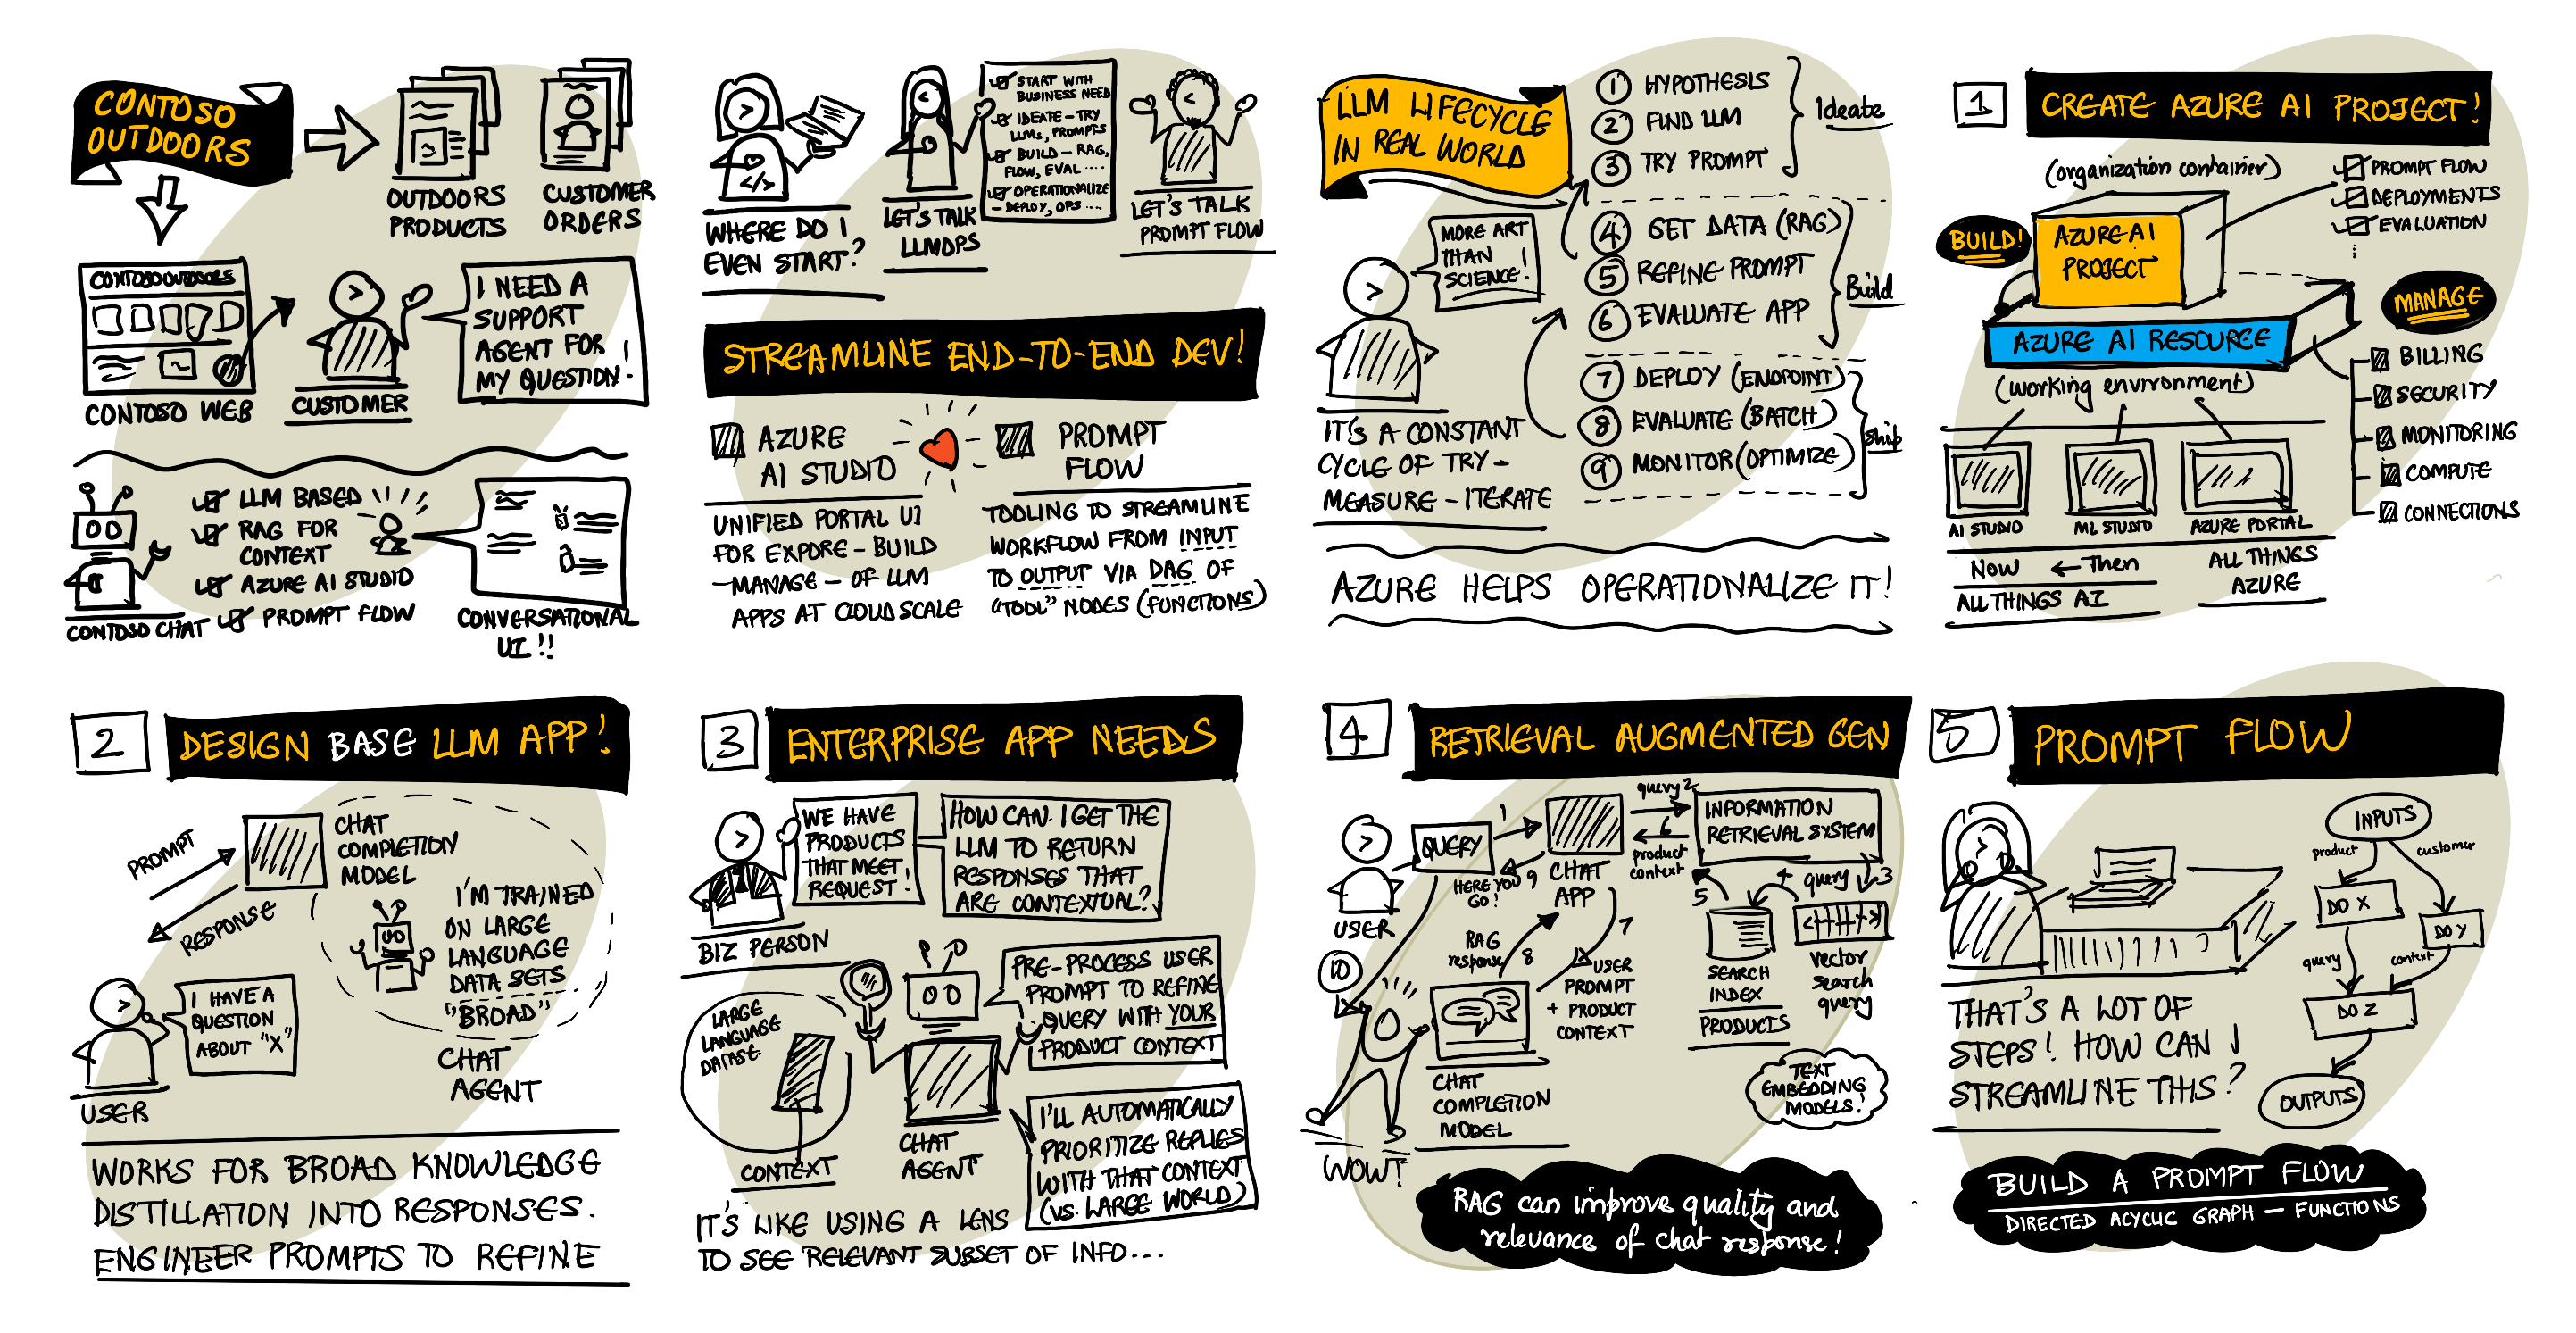 CONTOSO
OUTDOORS
OUTDOORS
PRODUCTS
CUSTOMER
ORDERS
CONTOSO OUTDOORS
CONTOSO WEB
CUSTOMER
I NEED A
SUPPORT
AGENT FOR
MY QUESTION!
LLM BASED
RAG FOR
CONTEXT
AZURE AI STUDIO
PROMPT FLOW
CONTOSO CHAT
CONVERSATIONAL
UI!!
WHERE DO I
EVEN START?
LET'S TALK
LLMOPS
START WITH
BUSINESS NEED
IDEATE - TRY
LLMS, PROMPTS
BUILD - RAG,
FLOW, EVAL ....
OPERATIONALIZE
- DEPLOY, OPS ....
LET'S TALK
PROMPT FLOW
STREAMLINE END-TO-END DEV!
AZURE
AI STUDIO
PROMPT
FLOW
UNIFIED PORTAL UI
FOR EXPORE - BUILD
- MANAGE - OF LLM
APPS AT CLOUD SCALE
TOOLING TO STREAMLINE
WORKFLOW FROM INPUT
TO OUTPUT VIA DAG OF
"TOOL" NODES (FUNCTIONS)
LLM LIFECYCLE
IN REAL WORLD
1 HYPOTHESIS
2 FIND LLM
3 TRY PROMPT
Ideate
4 GET DATA (RAG)
5 REFINE PROMPT
6 EVALUATE APP
Build
7 DEPLOY (ENDPOINT)
8 EVALUATE (BATCH)
9 MONITOR (OPTIMIZE)
Ship
MORE ART
THAN
SCIENCE!
IT'S A CONSTANT
CYCLE OF TRY -
MEASURE - ITERATE
AZURE HELPS OPERATIONALIZE IT!
1 CREATE AZURE AI PROJECT!
(organization container)
PROMPT FLOW
DEPLOYMENTS
EVALUATION
BUILD!
AZURE AI
PROJECT
MANAGE
AZURE AI RESOURCE
(working environment)
BILLING
SECURITY
MONITORING
COMPUTE
CONNECTIONS
AI STUDIO
ML STUDIO
AZURE PORTAL
NOW ← Then
ALL THINGS AI
ALL THINGS
AZURE
2 DESIGN BASE LLM APP!
PROMPT
RESPONSE
CHAT
COMPLETION
MODEL
I'M TRAINED
ON LARGE
LANGUAGE
DATA SETS
"BROAD"
CHAT
AGENT
I HAVE A
QUESTION
ABOUT "X"
USER
WORKS FOR BROAD KNOWLEDGE
DISTILLATION INTO RESPONSES.
ENGINEER PROMPTS TO REFINE
3 ENTERPRISE APP NEEDS
WE HAVE
PRODUCTS
THAT MEET
REQUEST!
HOW CAN I GET THE
LLM TO RETURN
RESPONSES THAT
ARE CONTEXTUAL?
BIZ PERSON
PRE-PROCESS USER
PROMPT TO REFINE
QUERY WITH YOUR
PRODUCT CONTEXT
LARGE
LANGUAGE
DATASET
CONTEXT
CHAT
AGENT
I'LL AUTOMATICALLY
PRIORITIZE REPLIES
WITH THAT CONTEXT
(VS. LARGE WORLD)
IT'S LIKE USING A LENS
TO SEE RELEVANT SUBSET OF INFO...
4 RETRIEVAL AUGMENTED GEN
USER
QUERY
1
HERE YOU
GO!
9
CHAT
APP
query 2
6
product
context
INFORMATION
RETRIEVAL SYSTEM
5
4
query
3
SEARCH
INDEX
PRODUCTS
vector
search
query
RAG
response 8
7
USER
PROMPT
+ PRODUCT
CONTEXT
10
WOW!
CHAT
COMPLETION
MODEL
TEXT
EMBEDDING
MODELS!
RAG can improve quality and
relevance of chat response!
5 PROMPT FLOW
INPUTS
product
customer
DO X
DO Y
query
context
DO Z
OUTPUTS
THAT'S A LOT OF
STEPS! HOW CAN I
STREAMLINE THIS?
BUILD A PROMPT FLOW
DIRECTED ACYCLIC GRAPH - FUNCTIONS